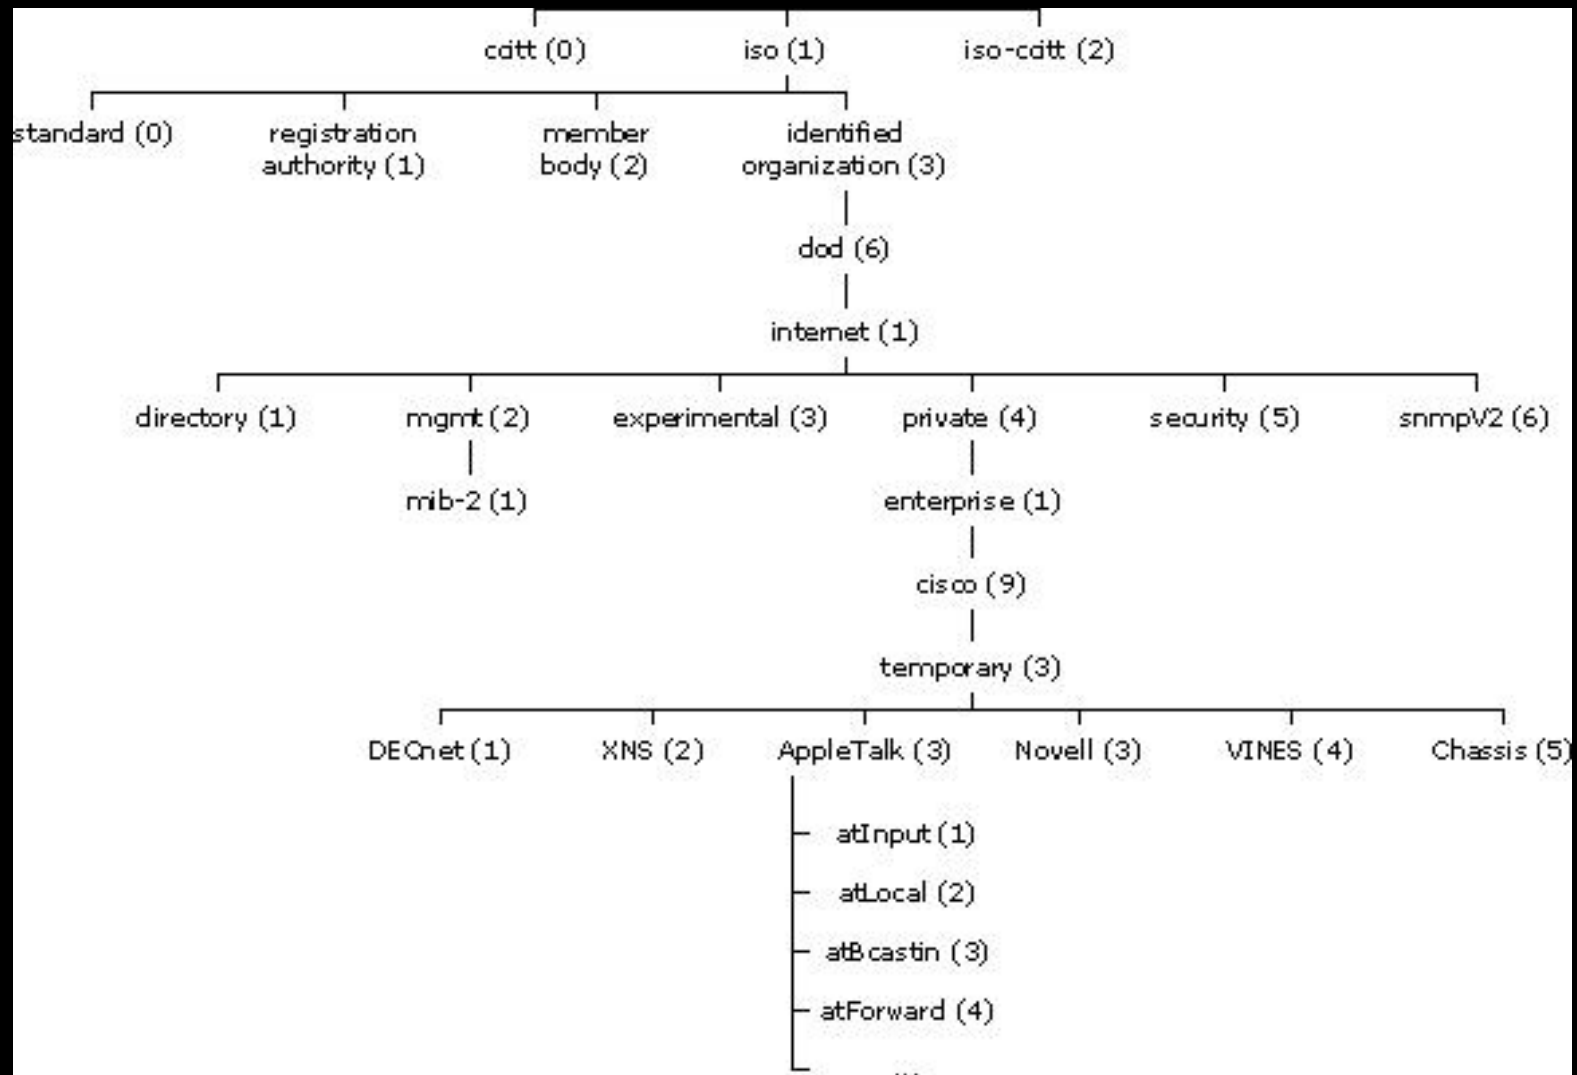 ccitt (0) iso (1) iso-ccitt (2)
standard (0) registration authority (1) member body (2) identified organization (3)
dod (6)
internet (1)
directory (1) mgmt (2) experimental (3) private (4) security (5) snmpV2 (6)
mib-2 (1) enterprise (1)
cisco (9)
temporary (3)
DECnet (1) XNS (2) AppleTalk (3) Novell (3) VINES (4) Chassis (5)
atInput (1)
atLocal (2)
atBcastin (3)
atForward (4)